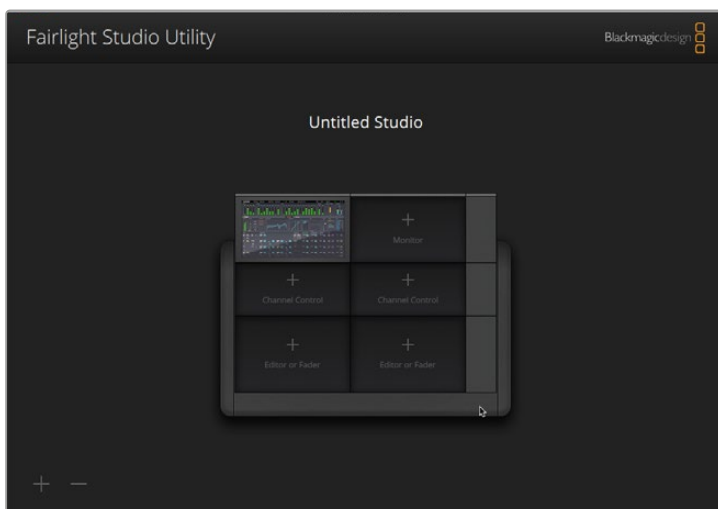 Fairlight Studio Utility
Blackmagicdesign
Untitled Studio
Monitor
Channel Control
Channel Control
Editor or Fader
Editor or Fader